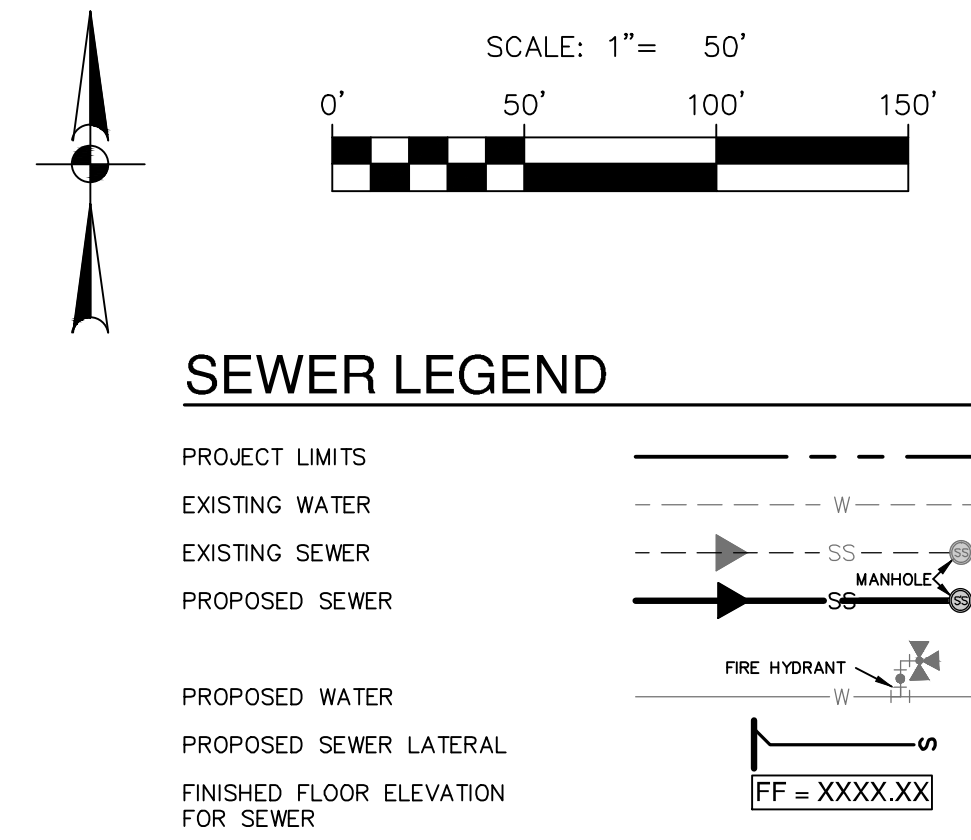 SCALE: 1"= 50'
0' 50' 100' 150'
SEWER LEGEND
PROJECT LIMITS
EXISTING WATER
W
EXISTING SEWER
SS SS
MANHOLE
PROPOSED SEWER
SS SS
FIRE HYDRANT
PROPOSED WATER
W
PROPOSED SEWER LATERAL
S
FINISHED FLOOR ELEVATION
FOR SEWER
FF = XXXX.XX